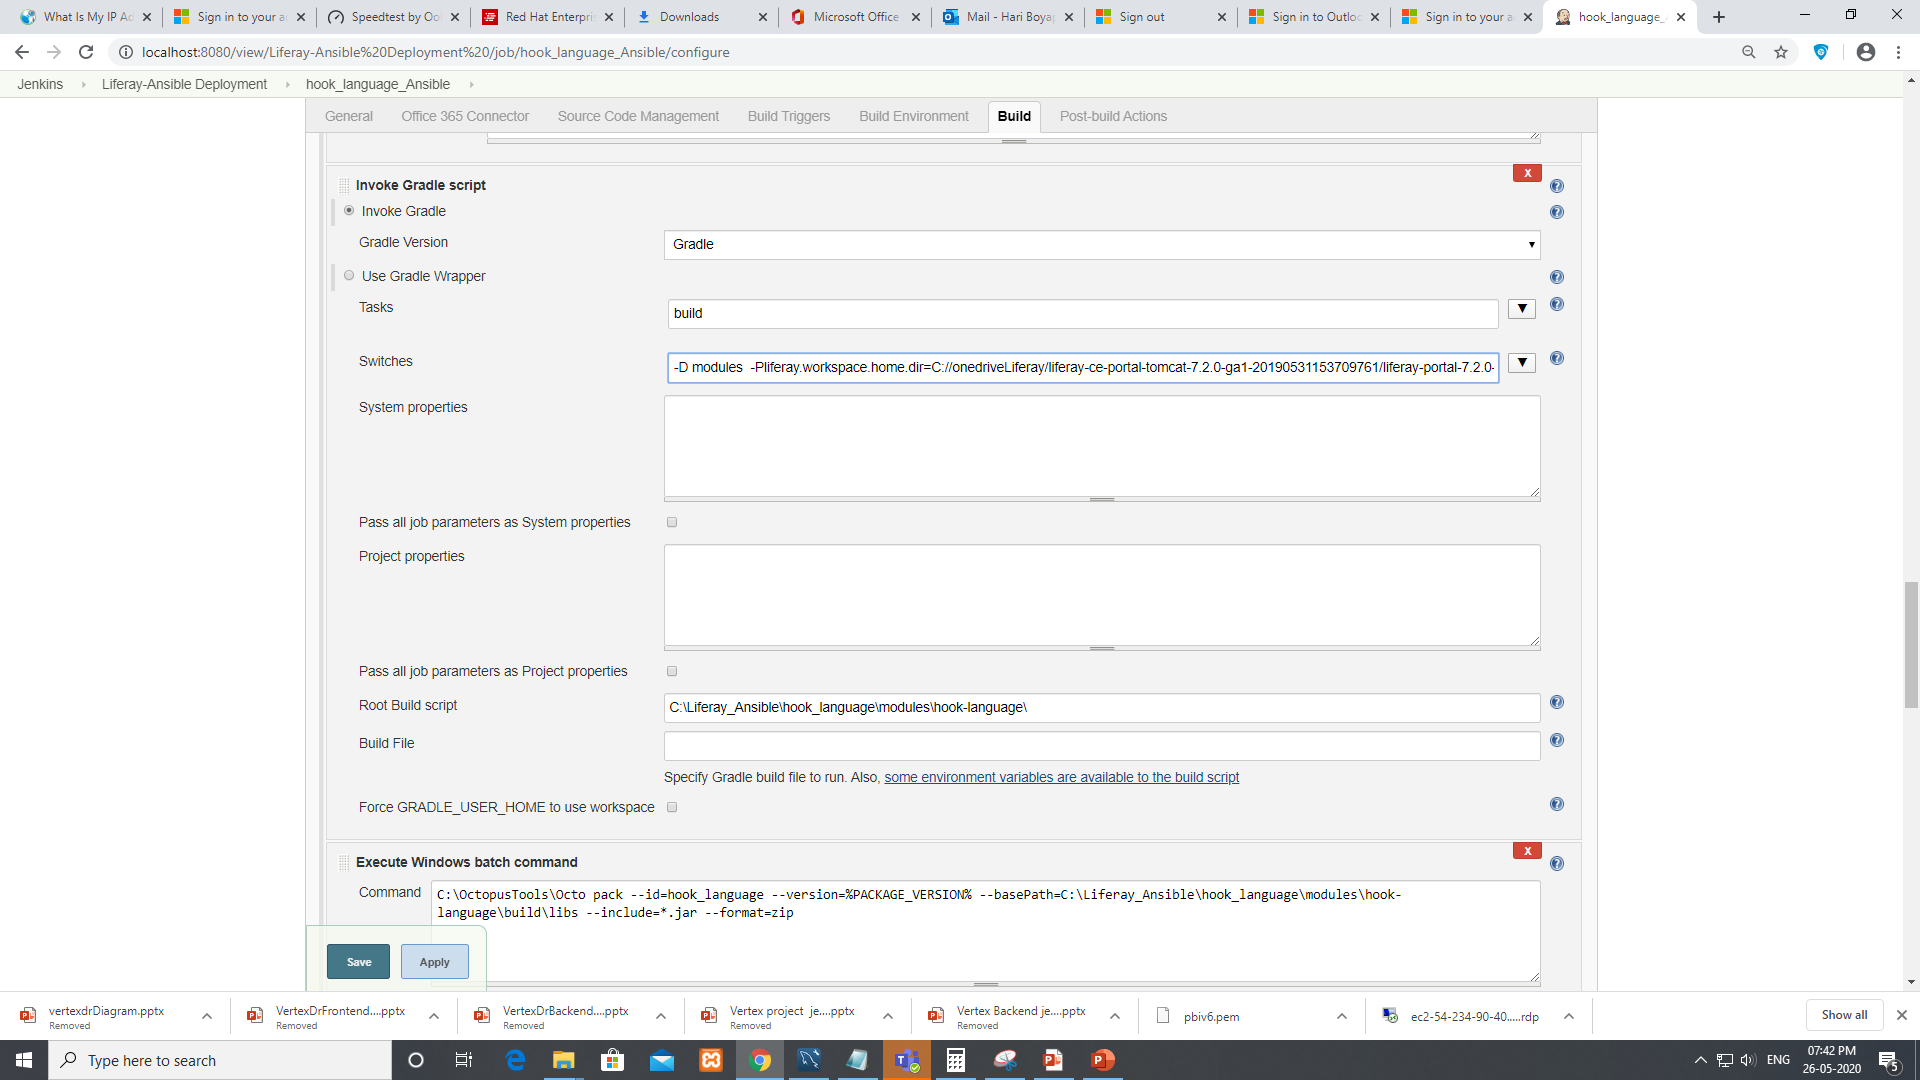 What Is My IP Ad
Sign in to your a
Speedtest by Oo
Red Hat Enterpri
Downloads
Microsoft Office
Mail - Hari Boya
Sign out
Sign in to Outloo
Sign in to your a
hook_language_
localhost:8080/view/Liferay-Ansible%20Deployment%20/job/hook_language_Ansible/configure
Jenkins
Liferay-Ansible Deployment
hook_language_Ansible
General
Office 365 Connector
Source Code Management
Build Triggers
Build Environment
Build
Post-build Actions
Invoke Gradle script
X
Invoke Gradle
Gradle Version
Gradle
Use Gradle Wrapper
Tasks
build
Switches
-D modules  -Pliferay.workspace.home.dir=C://onedriveLiferay/liferay-ce-portal-tomcat-7.2.0-ga1-20190531153709761/liferay-portal-7.2.0-
System properties
Pass all job parameters as System properties
Project properties
Pass all job parameters as Project properties
Root Build script
C:\Liferay_Ansible\hook_language\modules\hook-language\
Build File
Specify Gradle build file to run. Also, some environment variables are available to the build script
Force GRADLE_USER_HOME to use workspace
Execute Windows batch command
X
Command
C:\OctopusTools\Octo pack --id=hook_language --version=%PACKAGE_VERSION% --basePath=C:\Liferay_Ansible\hook_language\modules\hook-
language\build\libs --include=*.jar --format=zip
Save
Apply
vertexdrDiagram.pptx
Removed
VertexDrFrontend....pptx
Removed
VertexDrBackend....pptx
Removed
Vertex project  je....pptx
Removed
Vertex Backend je....pptx
Removed
pbiv6.pem
ec2-54-234-90-40.....rdp
Show all
Type here to search
ENG
07:42 PM
26-05-2020
5